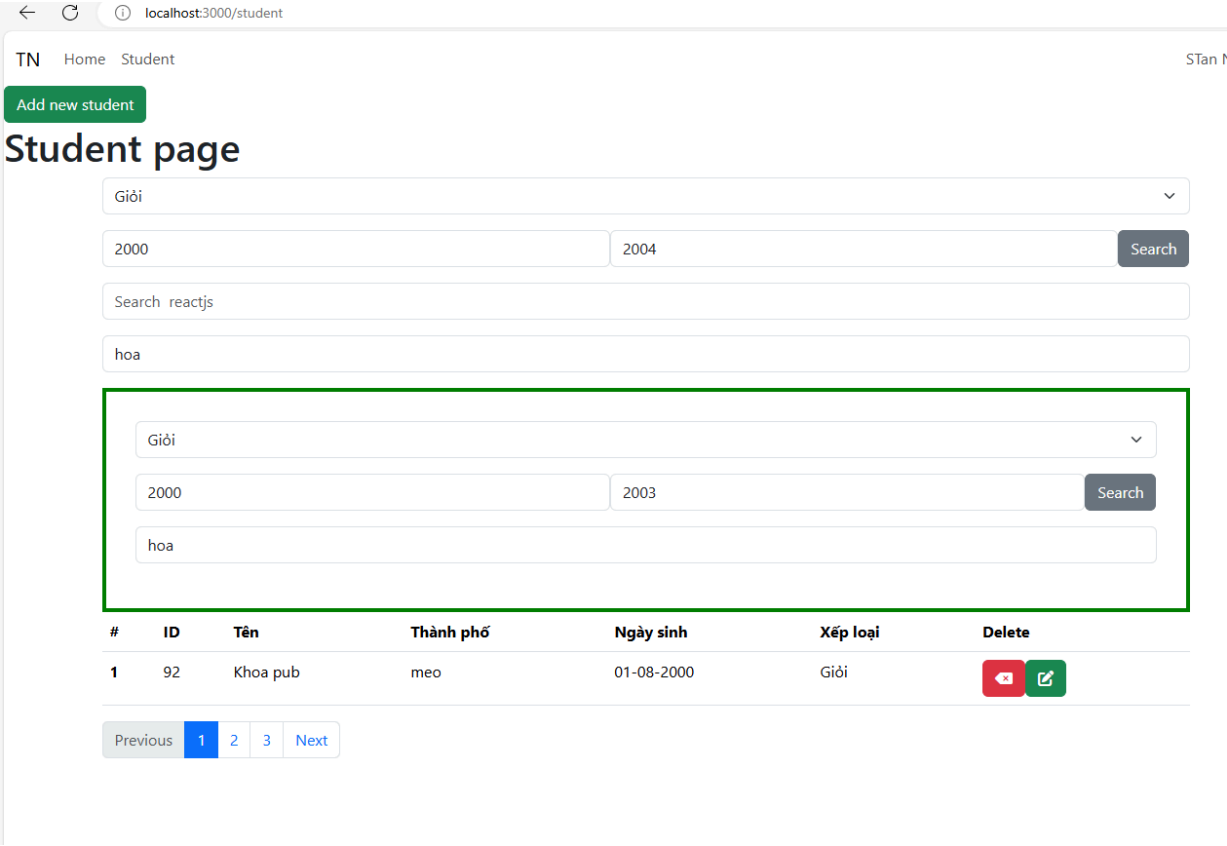 localhost:3000/student
TN Home Student STan N
Add new student
Student page
Giỏi
2000 2004 Search
Search reactjs
hoa
Giỏi
2000 2003 Search
hoa
# ID Tên Thành phố Ngày sinh Xếp loại Delete
1 92 Khoa pub meo 01-08-2000 Giỏi
Previous 1 2 3 Next